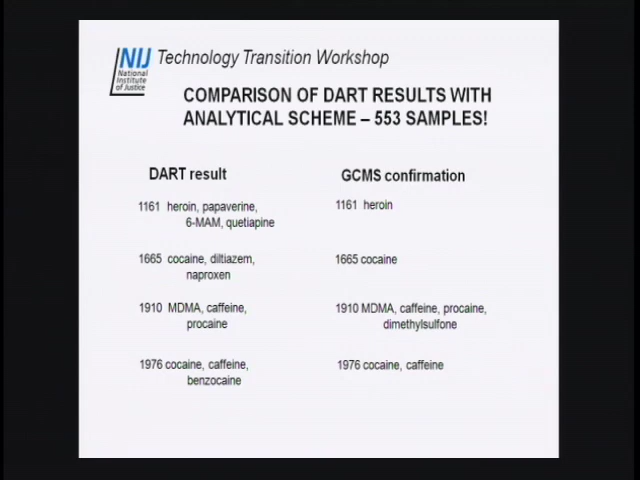 NIJ
National
Institute
of Justice
Technology Transition Workshop
COMPARISON OF DART RESULTS WITH
ANALYTICAL SCHEME – 553 SAMPLES!
DART result
GCMS confirmation
1161 heroin, papaverine,
6-MAM, quetiapine
1161 heroin
1665 cocaine, diltiazem,
naproxen
1665 cocaine
1910 MDMA, caffeine,
procaine
1910 MDMA, caffeine, procaine,
dimethylsulfone
1976 cocaine, caffeine,
benzocaine
1976 cocaine, caffeine